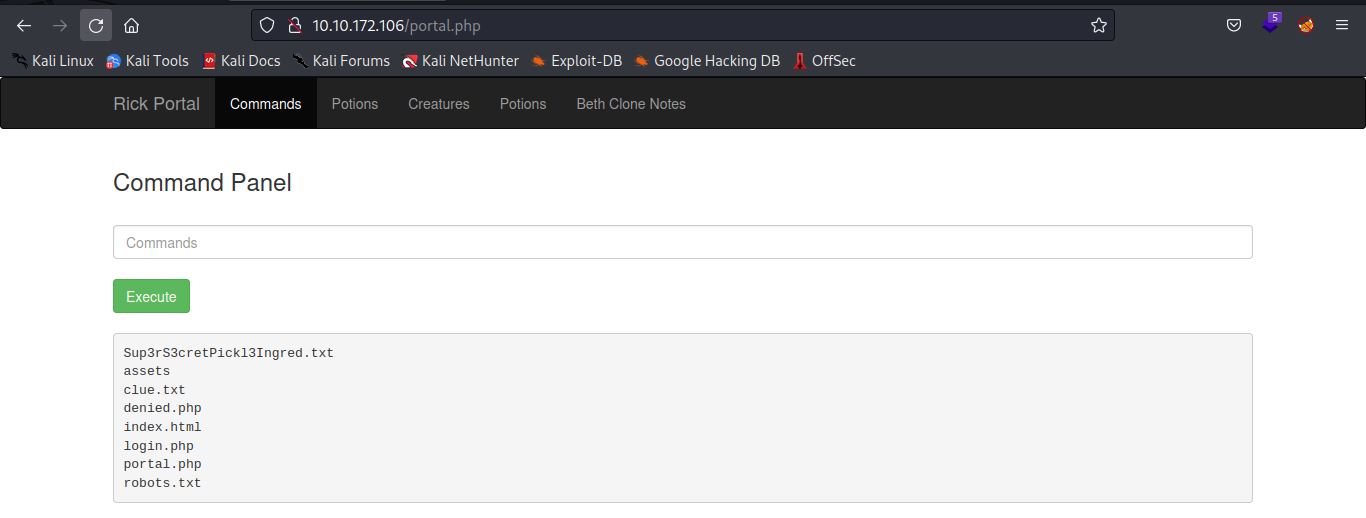 5
10.10.172.106/portal.php
Kali Linux Kali Tools Kali Docs Kali Forums Kali NetHunter Exploit-DB Google Hacking DB OffSec
Rick Portal Commands Potions Creatures Potions Beth Clone Notes
Command Panel
Commands
Execute
Sup3rS3cretPickl3Ingred.txt
assets
clue.txt
denied.php
index.html
login.php
portal.php
robots.txt